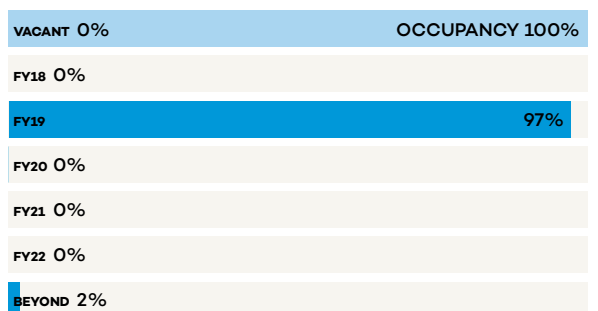 VACANT 0% OCCUPANCY 100%
FY18 0%
FY19 97%
FY20 0%
FY21 0%
FY22 0%
BEYOND 2%